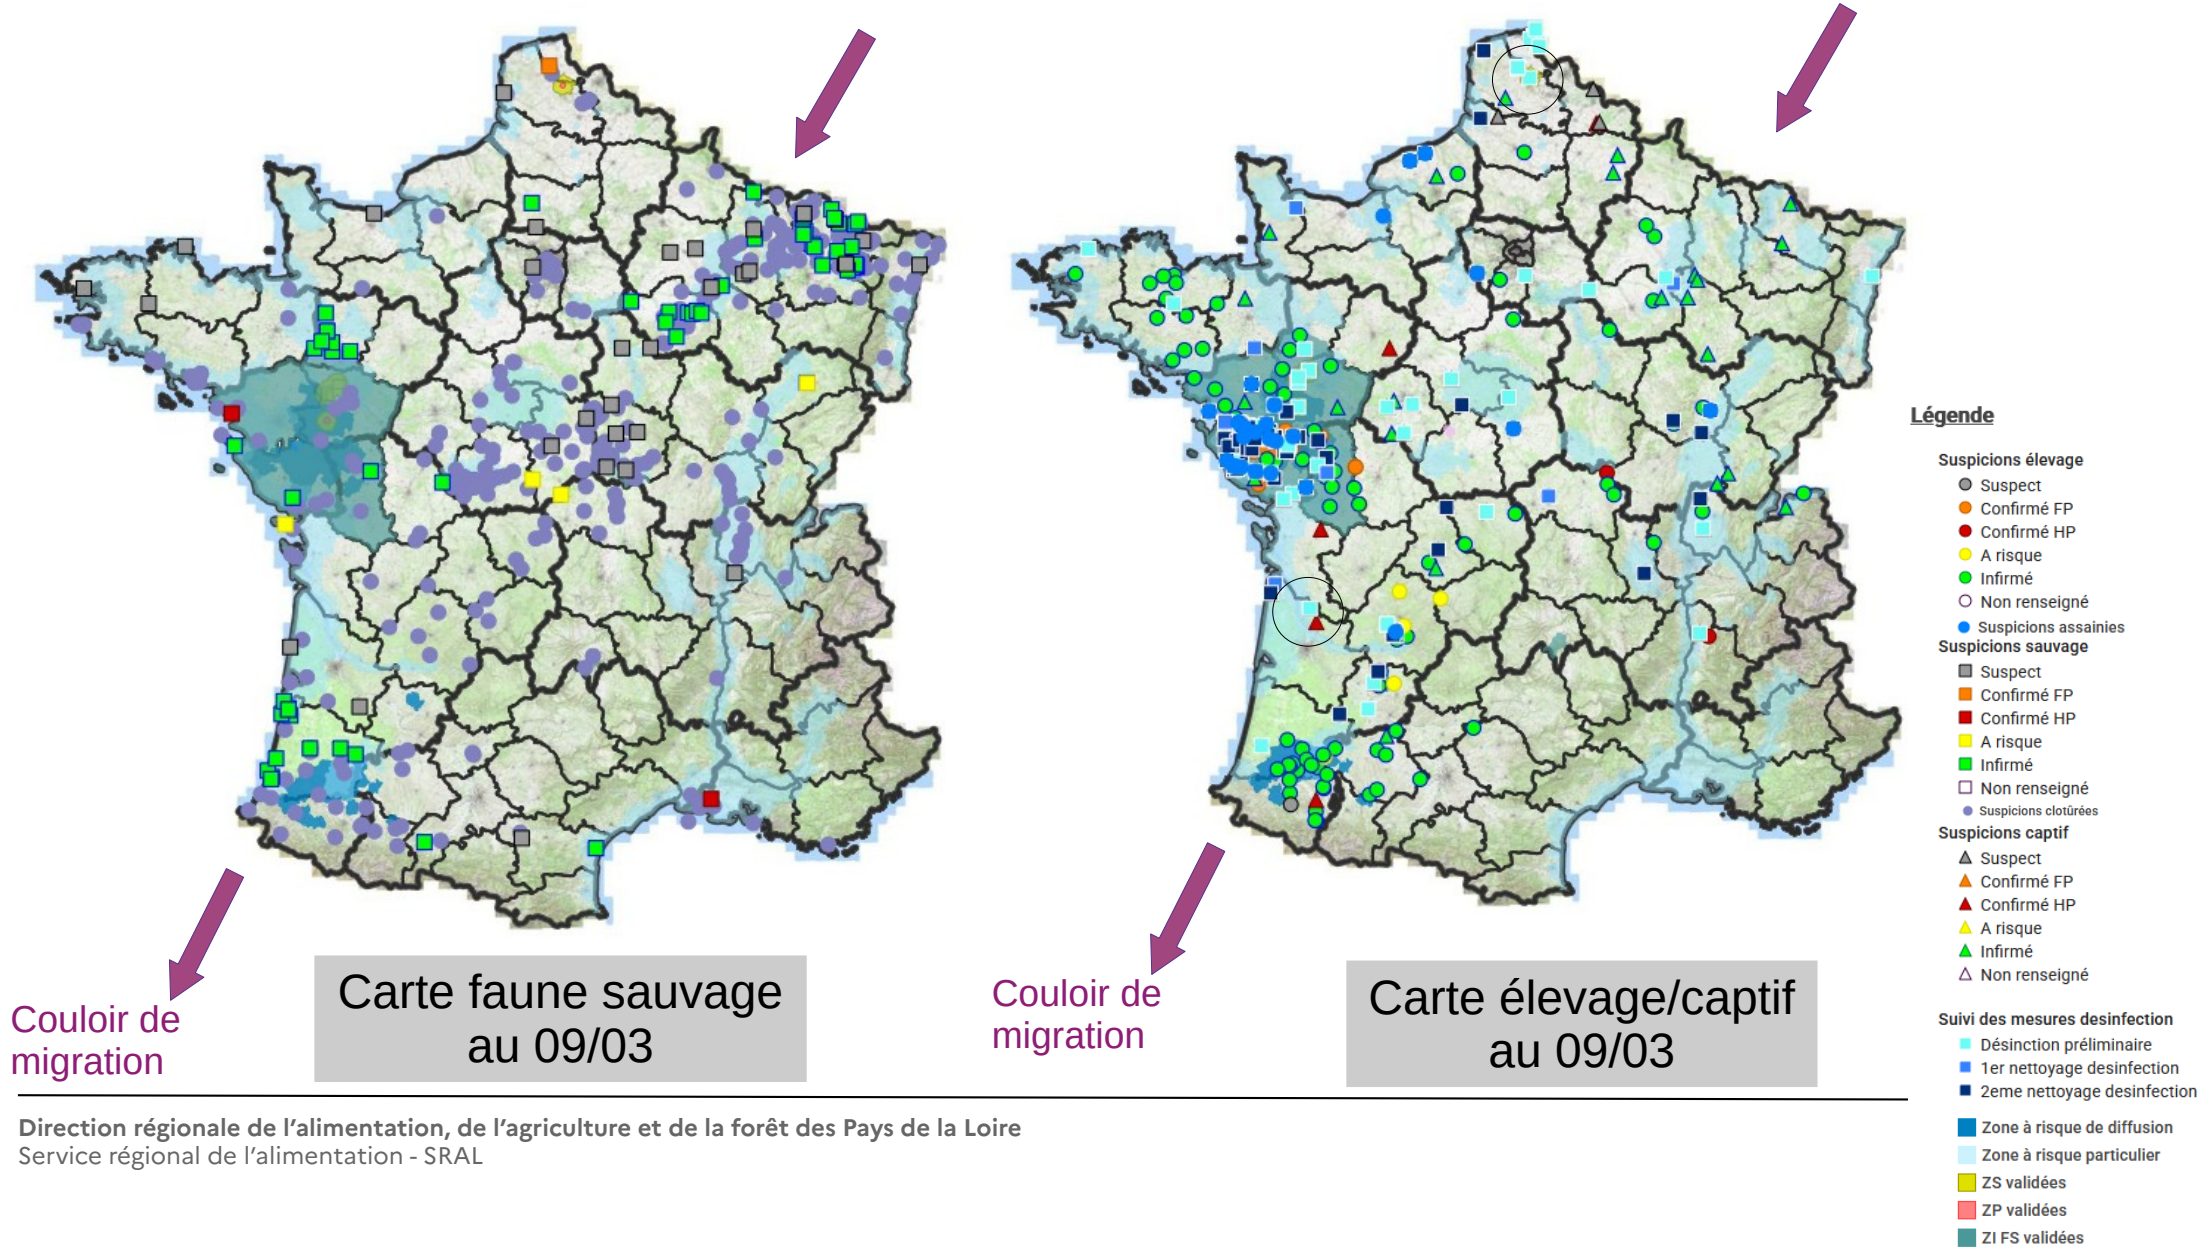 Couloir de
migration
Carte faune sauvage
au 09/03
Couloir de
migration
Carte élevage/captif
au 09/03
Légende
Suspicions élevage
Suspect
Confirmé FP
Confirmé HP
A risque
Infirmé
Non renseigné
Suspicions assainies
Suspicions sauvage
Suspect
Confirmé FP
Confirmé HP
A risque
Infirmé
Non renseigné
Suspicions clotûrées
Suspicions captif
Suspect
Confirmé FP
Confirmé HP
A risque
Infirmé
Non renseigné
Suivi des mesures desinfection
Désinction préliminaire
1er nettoyage desinfection
2eme nettoyage desinfection
Zone à risque de diffusion
Zone à risque particulier
ZS validées
ZP validées
ZI FS validées
Direction régionale de l'alimentation, de l'agriculture et de la forêt des Pays de la Loire
Service régional de l'alimentation - SRAL